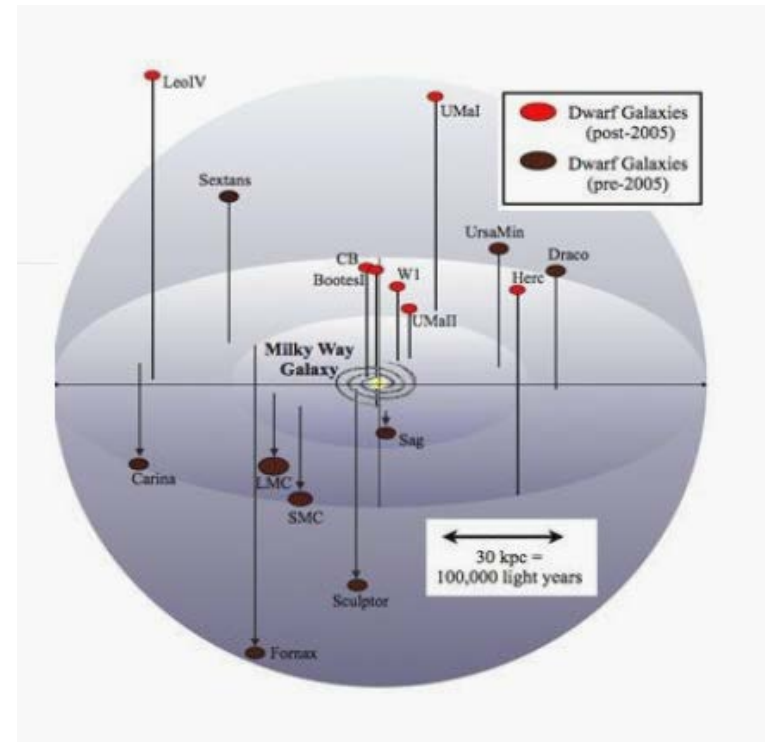 LeoIV
UMaI
Dwarf Galaxies
(post-2005)
Dwarf Galaxies
(pre-2005)
Sextans
UrsaMin
Draco
CB
BootesI
W1
Herc
UMaII
Milky Way
Galaxy
Sag
Carina
LMC
SMC
30 kpc =
100,000 light years
Sculptor
Fornax